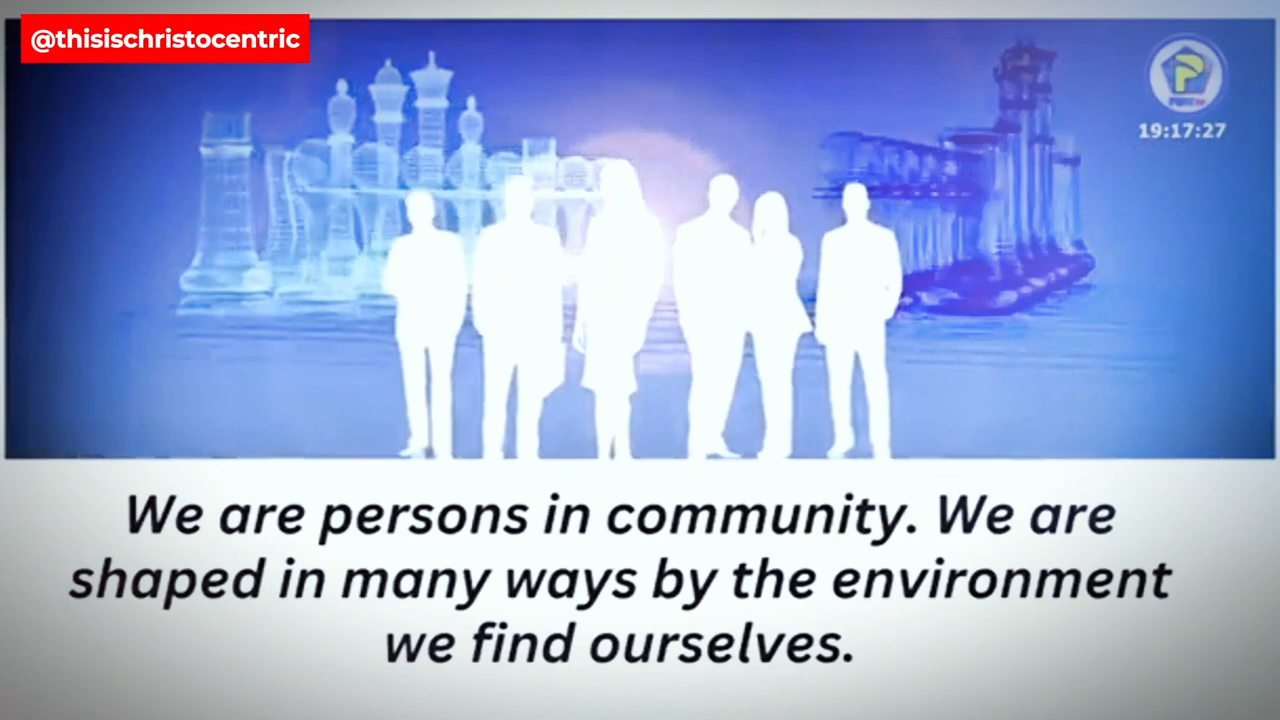 @thisischristocentric
19:17:27
We are persons in community. We are
shaped in many ways by the environment
we find ourselves.